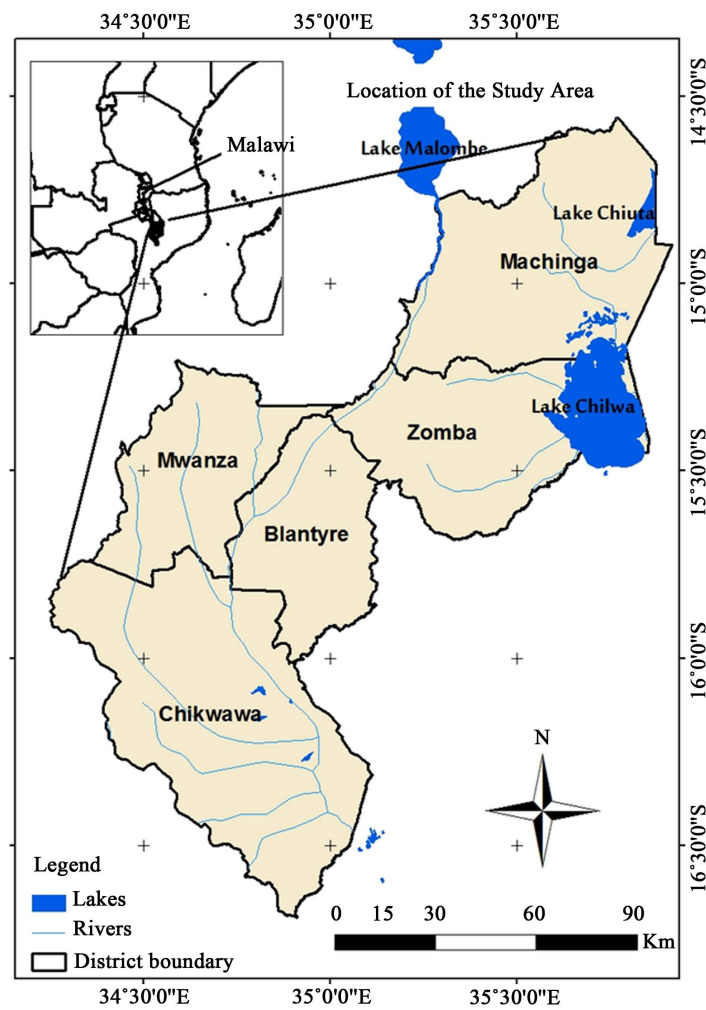 34°30'0"E
35°0'0"E
35°30'0"E
Location of the Study Area
14°30'0"S
Malawi
Lake Malombe
Lake Chiuta
Machinga
15°0'0"S
Lake Chilwa
Zomba
Mwanza
15°30'0"S
Blantyre
16°0'0"S
Chikwawa
N
16°30'0"S
Legend
Lakes
Rivers
District boundary
0 15 30 60 90
Km
34°30'0"E
35°0'0"E
35°30'0"E